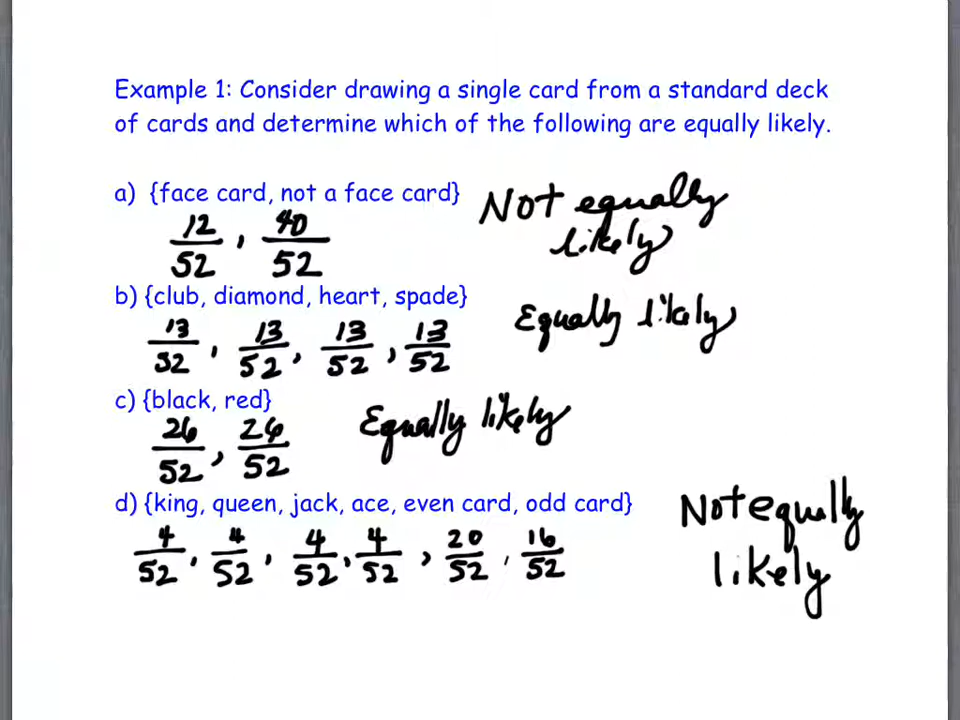 Example 1: Consider drawing a single card from a standard deck
of cards and determine which of the following are equally likely.
a) {face card, not a face card} Not equally
likely
12/52, 40/52
b) {club, diamond, heart, spade} Equally likely
13/52, 13/52, 13/52, 13/52
c) {black, red} Equally likely
26/52, 26/52
d) {king, queen, jack, ace, even card, odd card} Not equally
likely
4/52, 4/52, 4/52, 4/52, 20/52, 16/52